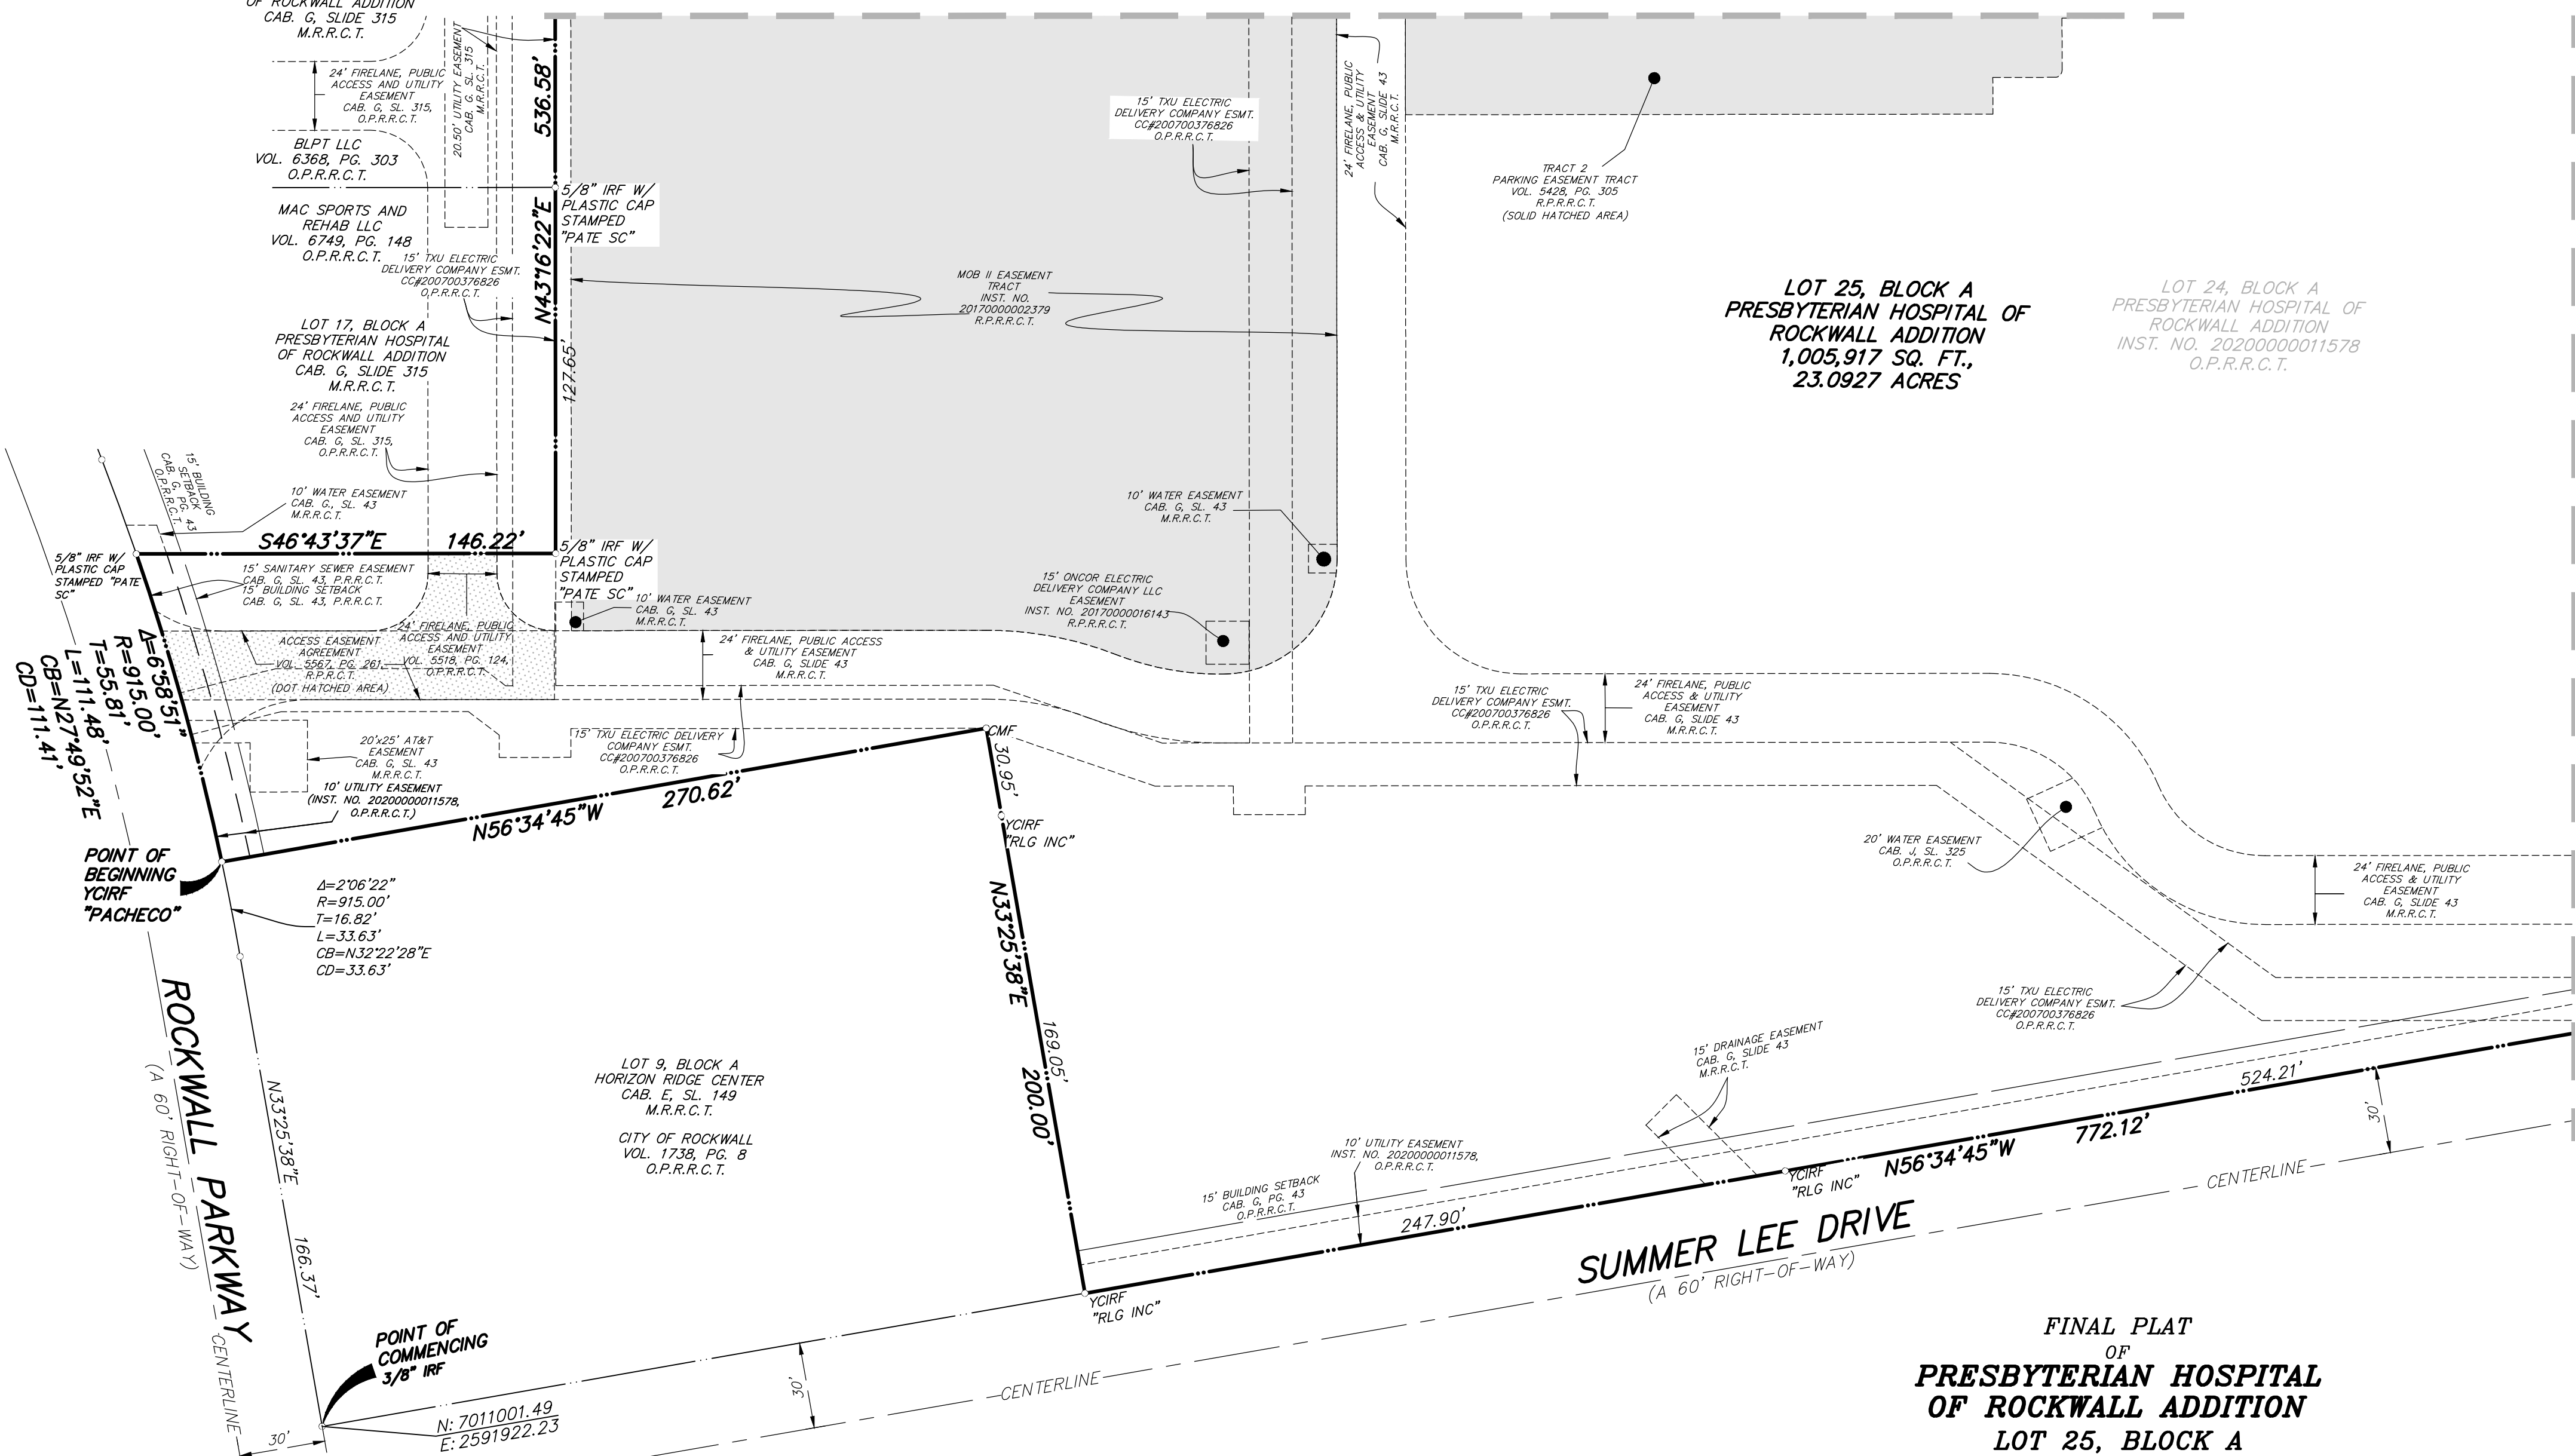 OF ROCKWALL ADDITION
CAB. G, SLIDE 315
M.R.R.C.T.
24' FIRELANE, PUBLIC
ACCESS AND UTILITY
EASEMENT
CAB. G, SL. 315,
O.P.R.R.C.T.
20.50' UTILITY EASEMENT
CAB. G. SL. 315
M.R.R.C.T.
536.58'
N43°16'22"E
127.65'
BLPT LLC
VOL. 6368, PG. 303
O.P.R.R.C.T.
5/8" IRF W/
PLASTIC CAP
STAMPED
"PATE SC"
MAC SPORTS AND
REHAB LLC
VOL. 6749, PG. 148
O.P.R.R.C.T.
15' TXU ELECTRIC
DELIVERY COMPANY ESMT.
CC#200700376826
O.P.R.R.C.T.
LOT 17, BLOCK A
PRESBYTERIAN HOSPITAL
OF ROCKWALL ADDITION
CAB. G, SLIDE 315
M.R.R.C.T.
24' FIRELANE, PUBLIC
ACCESS AND UTILITY
EASEMENT
CAB. G, SL. 315,
O.P.R.R.C.T.
15' TXU ELECTRIC
DELIVERY COMPANY ESMT.
CC#200700376826
O.P.R.R.C.T.
24' FIRELANE, PUBLIC
ACCESS & UTILITY
EASEMENT
CAB. G, SLIDE 43
M.R.R.C.T.
TRACT 2
PARKING EASEMENT TRACT
VOL. 5428, PG. 305
R.P.R.R.C.T.
(SOLID HATCHED AREA)
MOB II EASEMENT
TRACT
INST. NO.
20170000002379
R.P.R.R.C.T.
LOT 25, BLOCK A
PRESBYTERIAN HOSPITAL OF
ROCKWALL ADDITION
1,005,917 SQ. FT.,
23.0927 ACRES
LOT 24, BLOCK A
PRESBYTERIAN HOSPITAL OF
ROCKWALL ADDITION
INST. NO. 202000000011578
O.P.R.R.C.T.
15' BUILDING
SETBACK
CAB. G, PG. 43
O.P.R.R.C.T.
10' WATER EASEMENT
CAB. G., SL. 43
M.R.R.C.T.
S46°43'37"E
146.22'
5/8" IRF W/
PLASTIC CAP
STAMPED "PATE
SC"
5/8" IRF W/
PLASTIC CAP
STAMPED
"PATE SC"
15' SANITARY SEWER EASEMENT
CAB. G, SL. 43, P.R.R.C.T.
15' BUILDING SETBACK
CAB. G, SL. 43, P.R.R.C.T.
10' WATER EASEMENT
CAB. G, SL. 43
M.R.R.C.T.
10' WATER EASEMENT
CAB. G, SL. 43
M.R.R.C.T.
15' ONCOR ELECTRIC
DELIVERY COMPANY LLC
EASEMENT
INST. NO. 20170000016143
R.P.R.R.C.T.
ACCESS EASEMENT
AGREEMENT
VOL. 5567, PG. 261,
R.P.R.C.T.
(DOT HATCHED AREA)
24' FIRELANE, PUBLIC
ACCESS AND UTILITY
EASEMENT
VOL. 5518, PG. 124,
O.P.R.R.C.T.
24' FIRELANE, PUBLIC ACCESS
& UTILITY EASEMENT
CAB. G, SLIDE 43
M.R.R.C.T.
Δ=6°58'51"
R=915.00'
T=55.81'
L=111.48'
CB=N27°49'52"E
CD=111.41'
20'x25' AT&T
EASEMENT
CAB. G, SL. 43
M.R.R.C.T.
10' UTILITY EASEMENT
(INST. NO. 20200000011578,
O.P.R.R.C.T.)
15' TXU ELECTRIC DELIVERY
COMPANY ESMT.
CC#200700376826
O.P.R.R.C.T.
N56°34'45"W
270.62'
CMF
30.95'
YCIRF
"RLG INC"
15' TXU ELECTRIC
DELIVERY COMPANY ESMT.
CC#200700376826
O.P.R.R.C.T.
24' FIRELANE, PUBLIC
ACCESS & UTILITY
EASEMENT
CAB. G, SLIDE 43
M.R.R.C.T.
20' WATER EASEMENT
CAB. J, SL. 325
O.P.R.R.C.T.
24' FIRELANE, PUBLIC
ACCESS & UTILITY
EASEMENT
CAB. G, SLIDE 43
M.R.R.C.T.
POINT OF
BEGINNING
YCIRF
"PACHECO"
Δ=2°06'22"
R=915.00'
T=16.82'
L=33.63'
CB=N32°22'28"E
CD=33.63'
N33°25'38"E
169.05'
200.00'
15' TXU ELECTRIC
DELIVERY COMPANY ESMT.
CC#200700376826
O.P.R.R.C.T.
ROCKWALL PARKWAY
(A 60' RIGHT-OF-WAY)
CENTERLINE
N33°25'38"E
166.37'
LOT 9, BLOCK A
HORIZON RIDGE CENTER
CAB. E, SL. 149
M.R.R.C.T.
CITY OF ROCKWALL
VOL. 1738, PG. 8
O.P.R.R.C.T.
15' DRAINAGE EASEMENT
CAB. G, SLIDE 43
M.R.R.C.T.
10' UTILITY EASEMENT
INST. NO. 20200000011578,
O.P.R.R.C.T.
15' BUILDING SETBACK
CAB. G, PG. 43
O.P.R.R.C.T.
247.90'
YCIRF
"RLG INC"
N56°34'45"W
772.12'
524.21'
30'
CENTERLINE
SUMMER LEE DRIVE
(A 60' RIGHT-OF-WAY)
YCIRF
"RLG INC"
POINT OF
COMMENCING
3/8" IRF
N: 7011001.49
E: 2591922.23
30'
30'
CENTERLINE
FINAL PLAT
OF
PRESBYTERIAN HOSPITAL
OF ROCKWALL ADDITION
LOT 25, BLOCK A